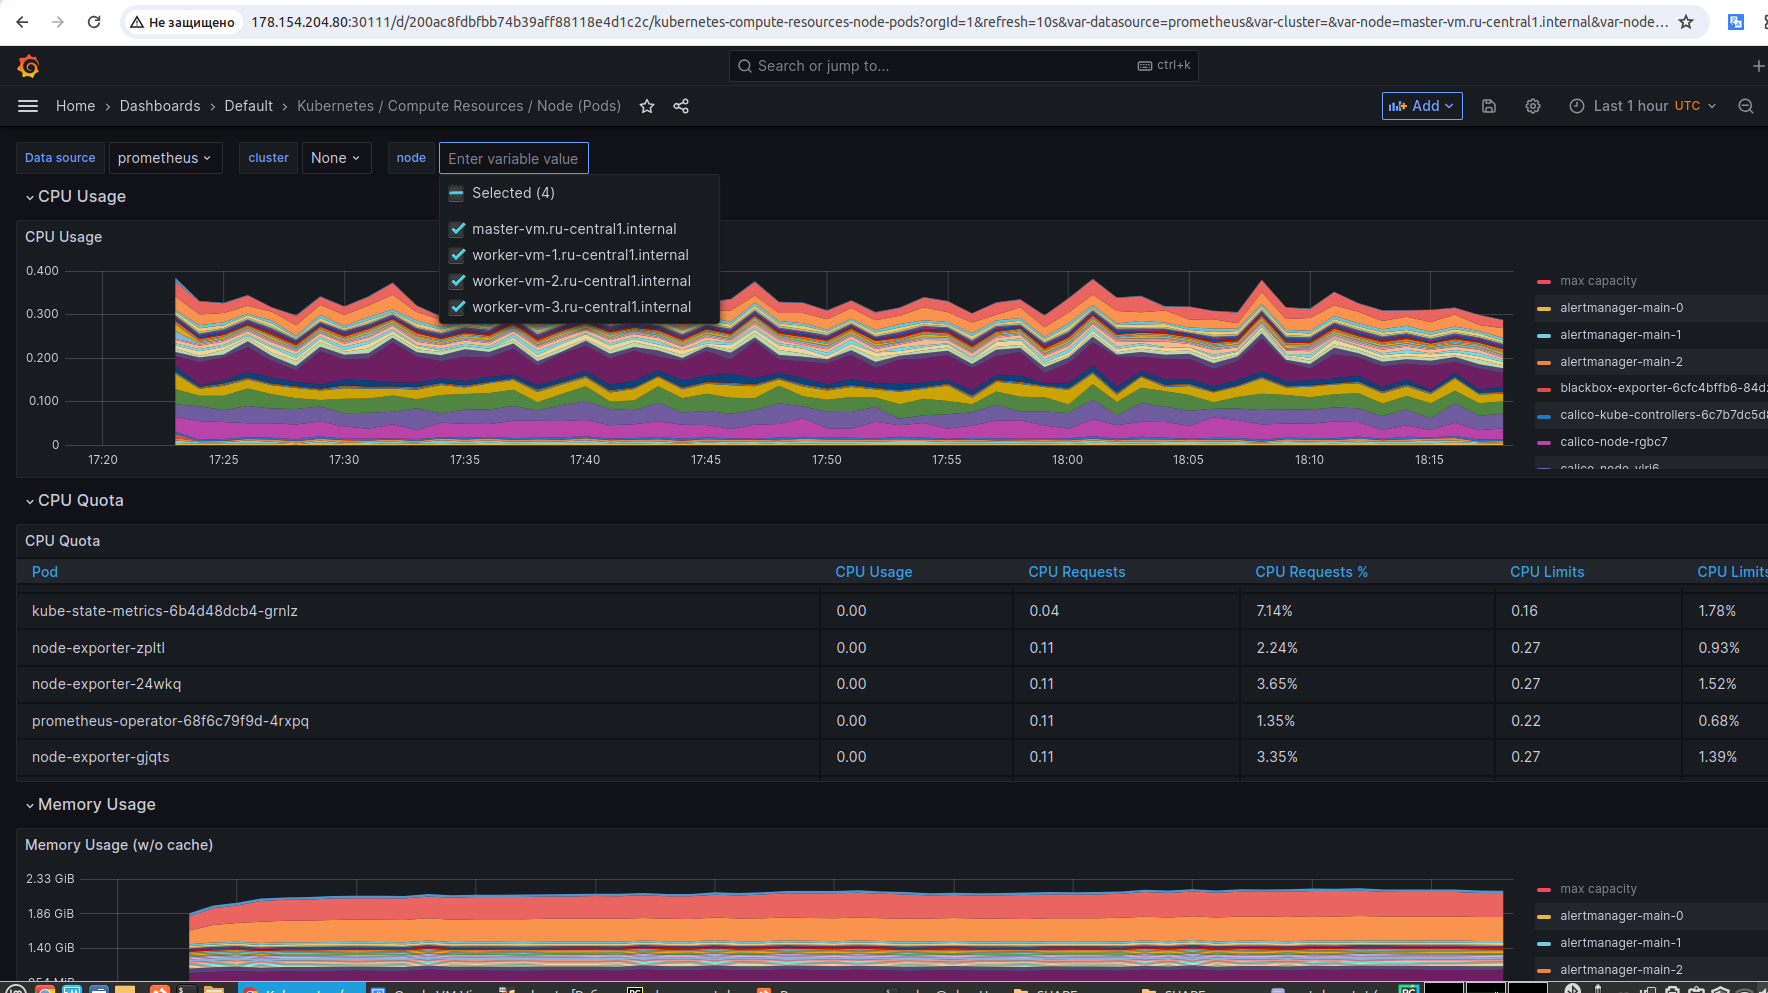 Не защищено
178.154.204.80:30111/d/200ac8fdbfbb74b39aff88118e4d1c2c/kubernetes-compute-resources-node-pods?orgId=1&refresh=10s&var-datasource=prometheus&var-cluster=&var-node=master-vm.ru-central1.internal&var-node...
Search or jump to...
ctrl+k
Home › Dashboards › Default › Kubernetes / Compute Resources / Node (Pods)
Add
Last 1 hour UTC
Data source
prometheus
cluster
None
node
Enter variable value
Selected (4)
master-vm.ru-central1.internal
worker-vm-1.ru-central1.internal
worker-vm-2.ru-central1.internal
worker-vm-3.ru-central1.internal
CPU Usage
CPU Usage
0.400
0.300
0.200
0.100
0
17:20
17:25
17:30
17:35
17:40
17:45
17:50
17:55
18:00
18:05
18:10
18:15
max capacity
alertmanager-main-0
alertmanager-main-1
alertmanager-main-2
blackbox-exporter-6cfc4bffb6-84d
calico-kube-controllers-6c7b7dc5d
calico-node-rgbc7
CPU Quota
CPU Quota
Pod CPU Usage CPU Requests CPU Requests % CPU Limits CPU Limits
kube-state-metrics-6b4d48dcb4-grnlz 0.00 0.04 7.14% 0.16 1.78%
node-exporter-zpltl 0.00 0.11 2.24% 0.27 0.93%
node-exporter-24wkq 0.00 0.11 3.65% 0.27 1.52%
prometheus-operator-68f6c79f9d-4rxpq 0.00 0.11 1.35% 0.22 0.68%
node-exporter-gjqts 0.00 0.11 3.35% 0.27 1.39%
Memory Usage
Memory Usage (w/o cache)
2.33 GiB
1.86 GiB
1.40 GiB
max capacity
alertmanager-main-0
alertmanager-main-1
alertmanager-main-2